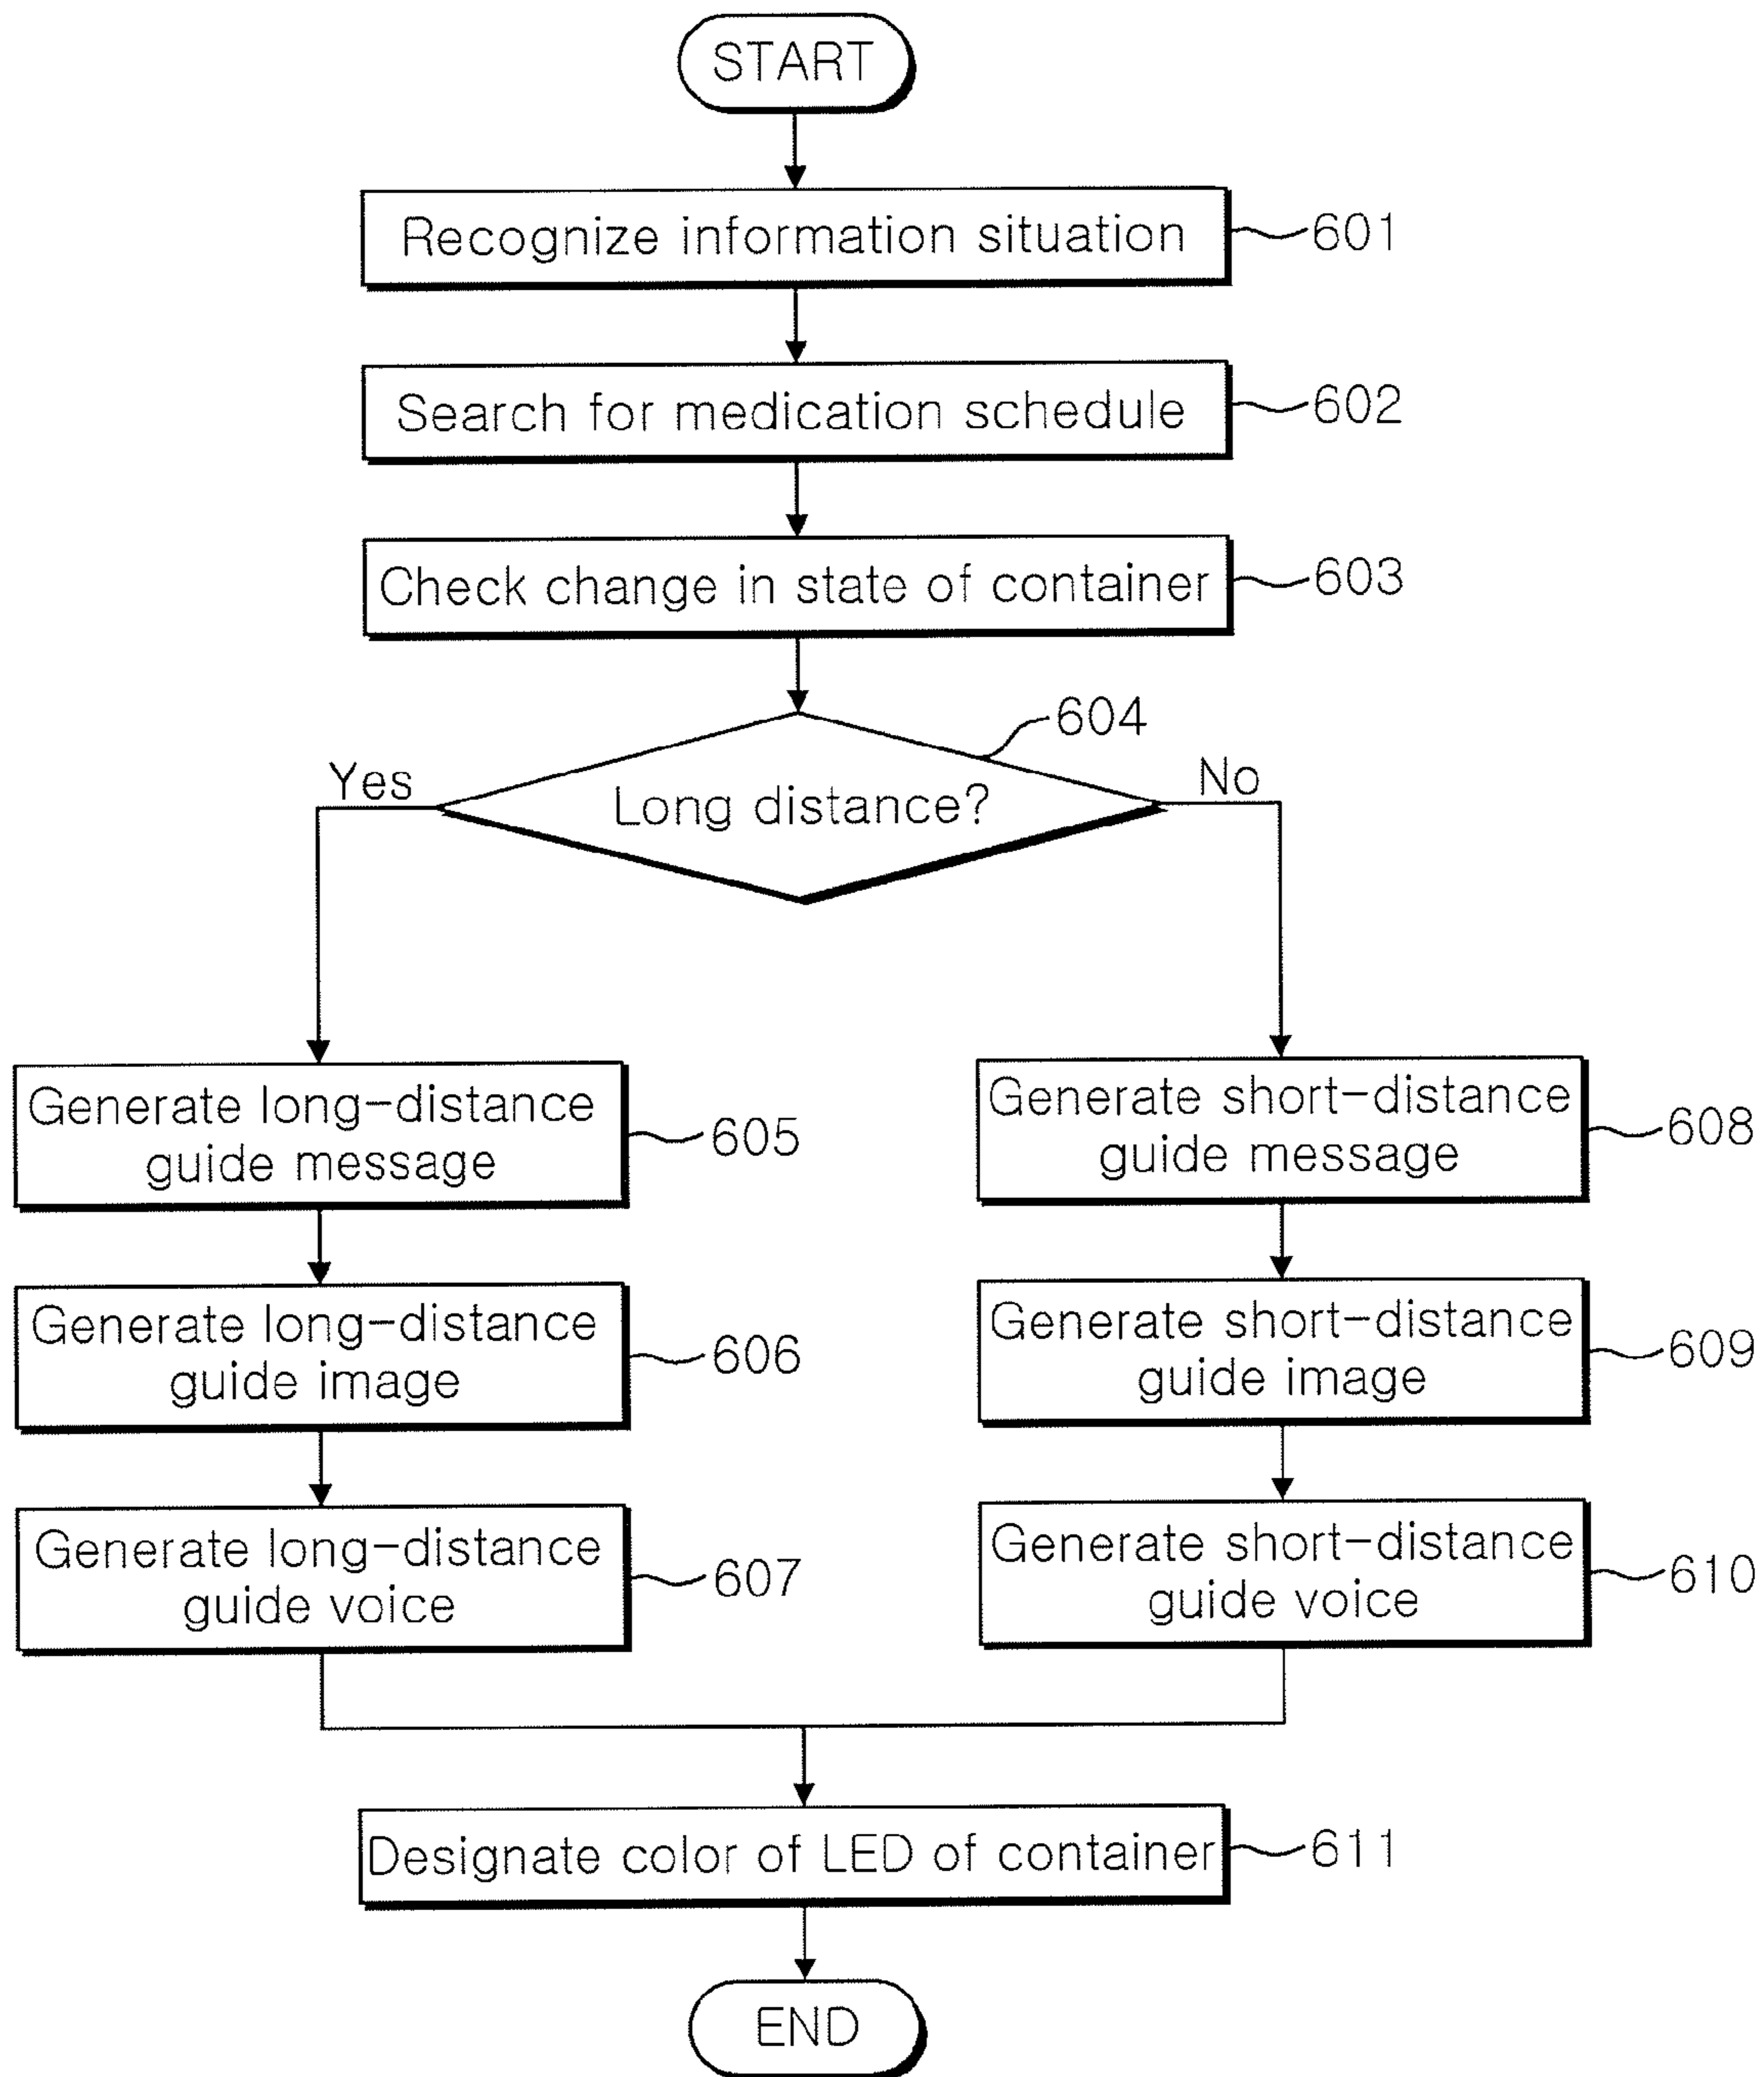 START
Recognize information situation
601
Search for medication schedule
602
Check change in state of container
603
604
Yes
Long distance?
No
Generate long-distance
guide message
605
Generate long-distance
guide image
606
Generate long-distance
guide voice
607
Generate short-distance
guide message
608
Generate short-distance
guide image
609
Generate short-distance
guide voice
610
Designate color of LED of container
611
END